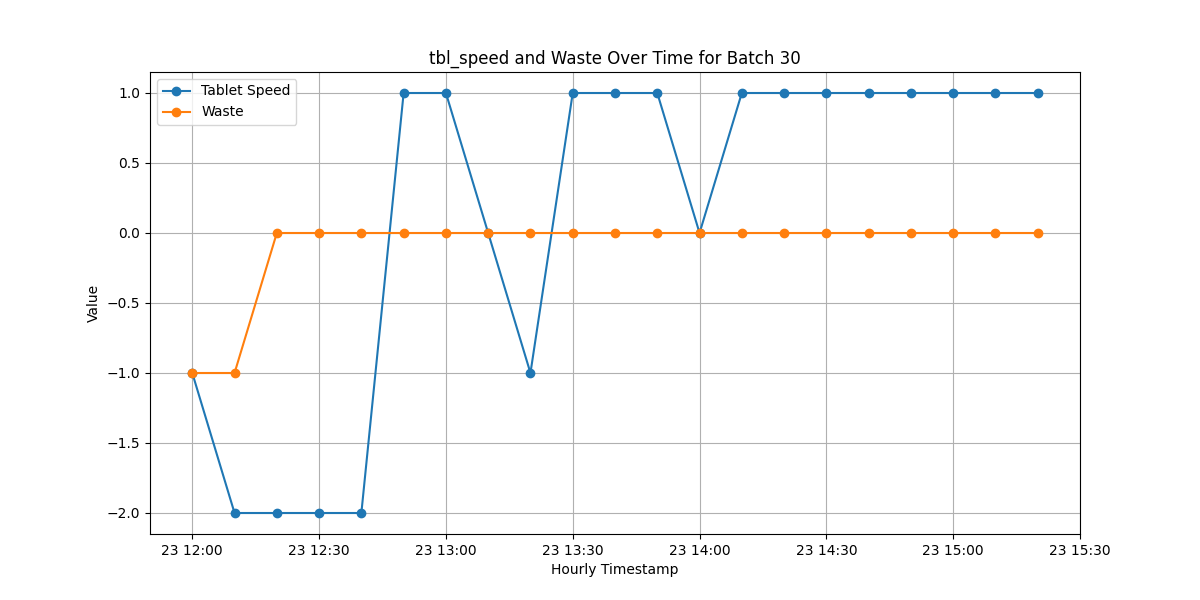 tbl_speed and Waste Over Time for Batch 30
Tablet Speed
Waste
1.0
0.5
0.0
−0.5
−1.0
−1.5
−2.0
Value
23 12:00 23 12:30 23 13:00 23 13:30 23 14:00 23 14:30 23 15:00 23 15:30
Hourly Timestamp